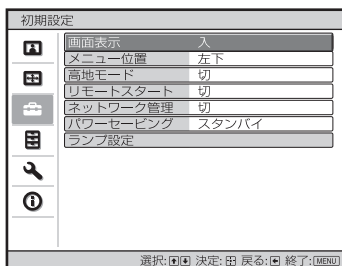 初期設定
画面表示 入
メニュー位置 左下
高地モード 切
リモートスタート 切
ネットワーク管理 切
パワーセービング スタンバイ
ランプ設定
選択: 決定: 戻る: 終了:MENU